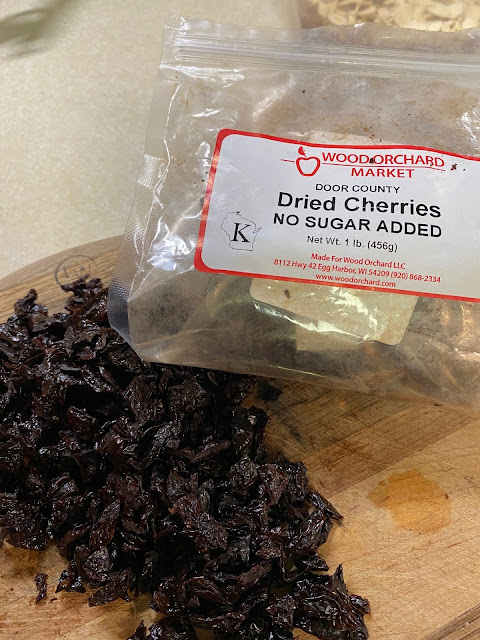 WOOD ORCHARD
MARKET
DOOR COUNTY
Dried Cherries
NO SUGAR ADDED
Net Wt. 1 lb. (456g)
K
Made For Wood Orchard LLC
8112 Hwy 42 Egg Harbor, WI 54209 (920) 868-2334
www.woodorchard.com